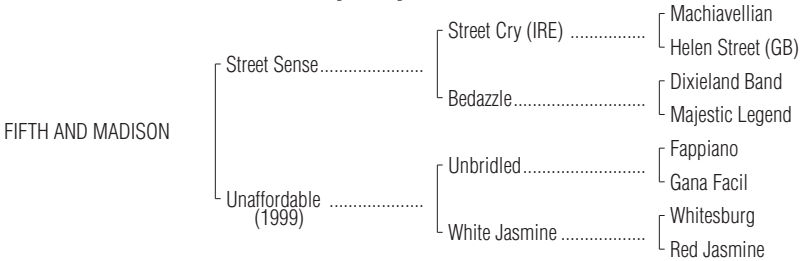 Machiavellian
Street Cry (IRE) ................
Helen Street (GB)
Street Sense......................
Dixieland Band
Bedazzle............................
Majestic Legend
FIFTH AND MADISON
Fappiano
Unbridled..........................
Gana Facil
Unaffordable ....................
(1999)
Whitesburg
White Jasmine ..................
Red Jasmine